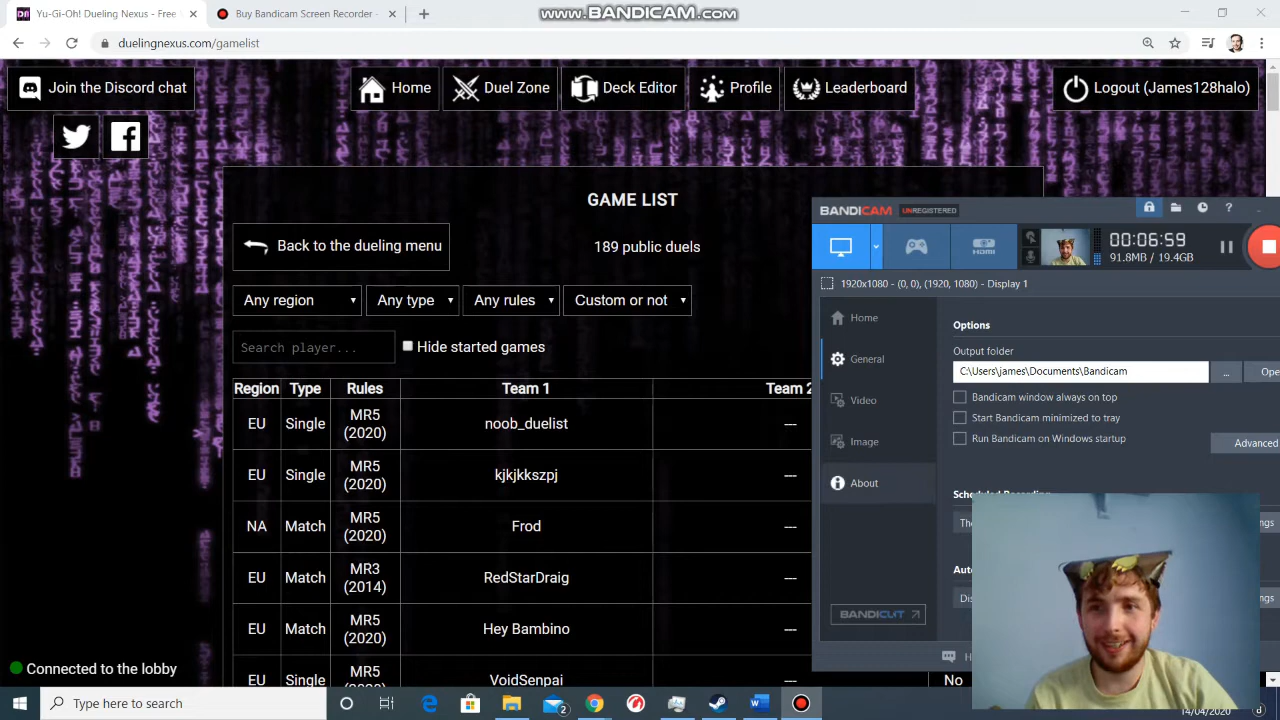 Yu-Gi-Oh! Dueling Nexus - Free
Buy Bandicam Screen Recorder -
www.BANDICAM.com
duelingnexus.com/gamelist
Join the Discord chat
Home
Duel Zone
Deck Editor
Profile
Leaderboard
Logout (James128halo)
GAME LIST
Back to the dueling menu
189 public duels
Any region
Any type
Any rules
Custom or not
Search player...
Hide started games
Region Type Rules Team 1 Team 2
EU Single MR5 (2020) noob_duelist ---
EU Single MR5 (2020) kjkjkkszpj ---
NA Match MR5 (2020) Frod ---
EU Match MR3 (2014) RedStarDraig ---
EU Match MR5 (2020) Hey Bambino ---
EU Single MR5 VoidSenpai --- No
Connected to the lobby
BANDICAM UNREGISTERED
HDMI
00:06:59
91.8MB / 19.4GB
1920x1080 - (0, 0), (1920, 1080) - Display 1
Home
General
Video
Image
About
BANDICUT
Options
Output folder
C:\Users\james\Documents\Bandicam
...
Ope
Bandicam window always on top
Start Bandicam minimized to tray
Run Bandicam on Windows startup
Advanced
ngs
ngs
Type here to search
2
14/04/2020